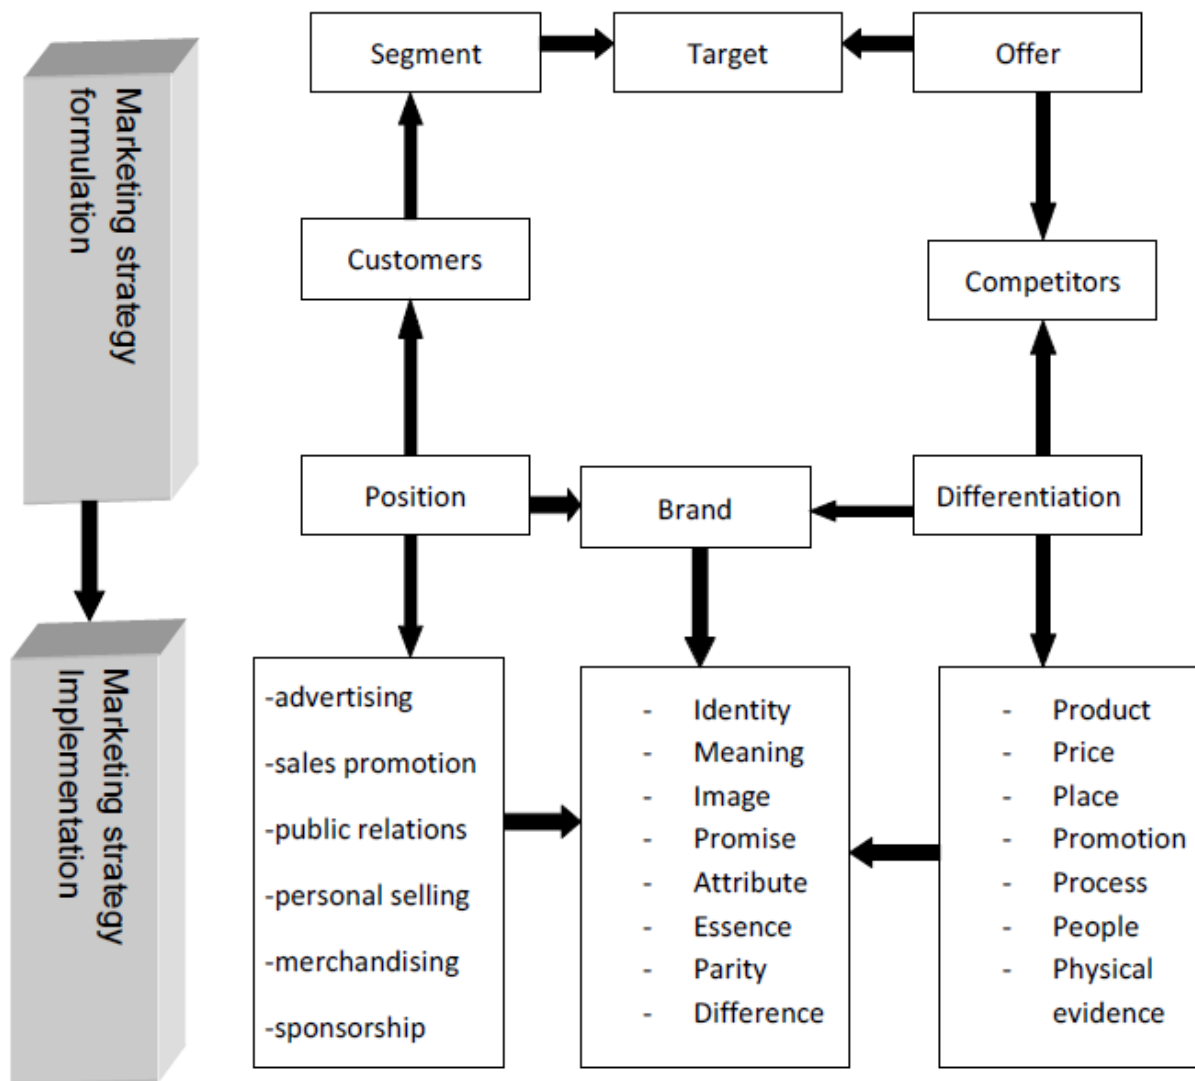 Marketing strategy
formulation
Segment
Target
Offer
Customers
Competitors
Position
Brand
Differentiation
Marketing strategy
Implementation
-advertising
-sales promotion
-public relations
-personal selling
-merchandising
-sponsorship
- Identity
- Meaning
- Image
- Promise
- Attribute
- Essence
- Parity
- Difference
- Product
- Price
- Place
- Promotion
- Process
- People
- Physical
evidence